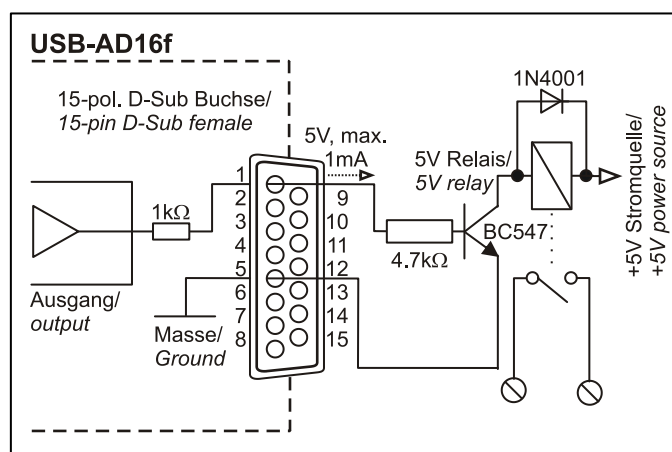 USB-AD16f
15-pol. D-Sub Buchse/
15-pin D-Sub female
5V, max.
1mA
1N4001
5V Relais/
5V relay
+5V Stromquelle/
+5V power source
1kΩ
4.7kΩ
BC547
Ausgang/
output
Masse/
Ground
1
2
3
4
5
6
7
8
9
10
11
12
13
14
15